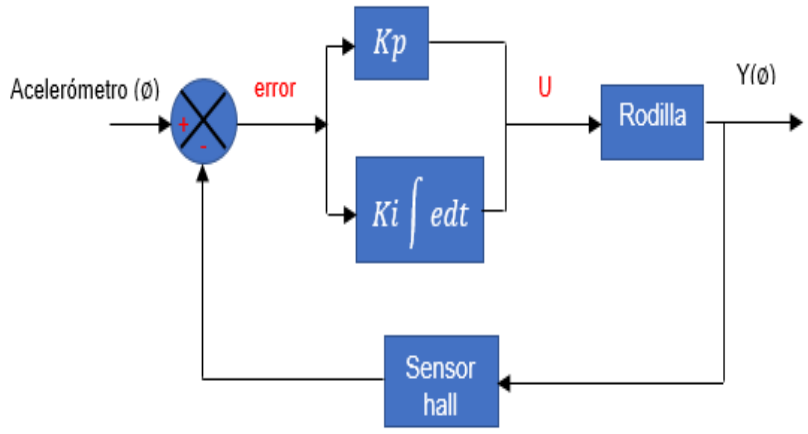 Acelerómetro (ø)
+
-
error
Kp
Ki ∫ edt
U
Rodilla
Y(ø)
Sensor
hall